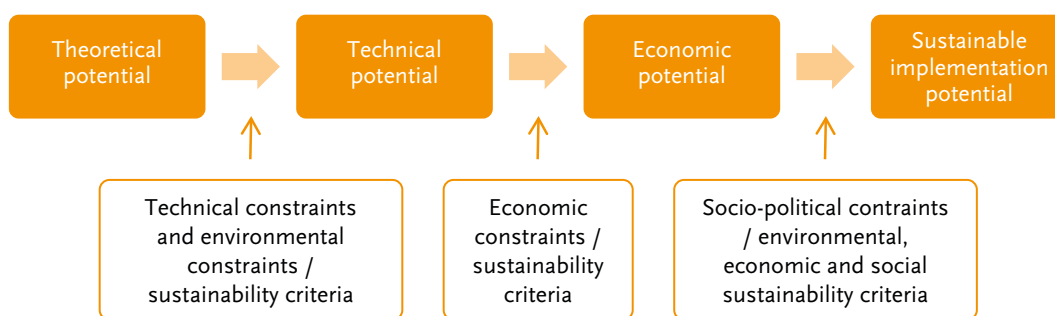 Theoretical
potential
Technical
potential
Economic
potential
Sustainable
implementation
potential
Technical constraints
and environmental
constraints /
sustainability criteria
Economic
constraints /
sustainability
criteria
Socio-political contraints
/ environmental,
economic and social
sustainability criteria